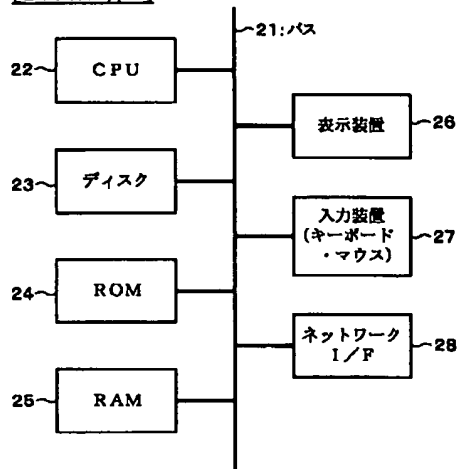 21:バス
22 CPU
表示装置 26
23 ディスク
入力装置
(キーボード
・マウス) 27
24 ROM
ネットワーク
I/F 28
25 RAM